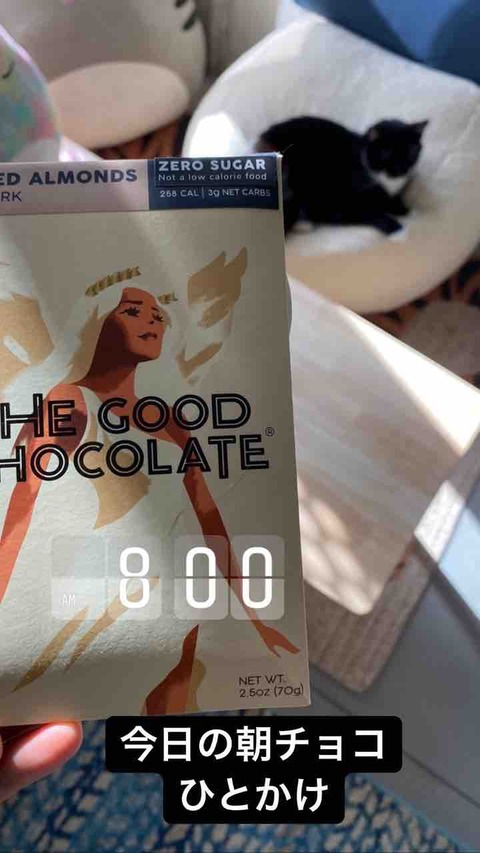 ED ALMONDS
RK
ZERO SUGAR
Not a low calorie food
258 CAL | 3g NET CARBS
HE GOOD
HOCOLATE®
AM 8 00
NET WT.
2.5oz (70g)
今日の朝チョコ
ひとかけ